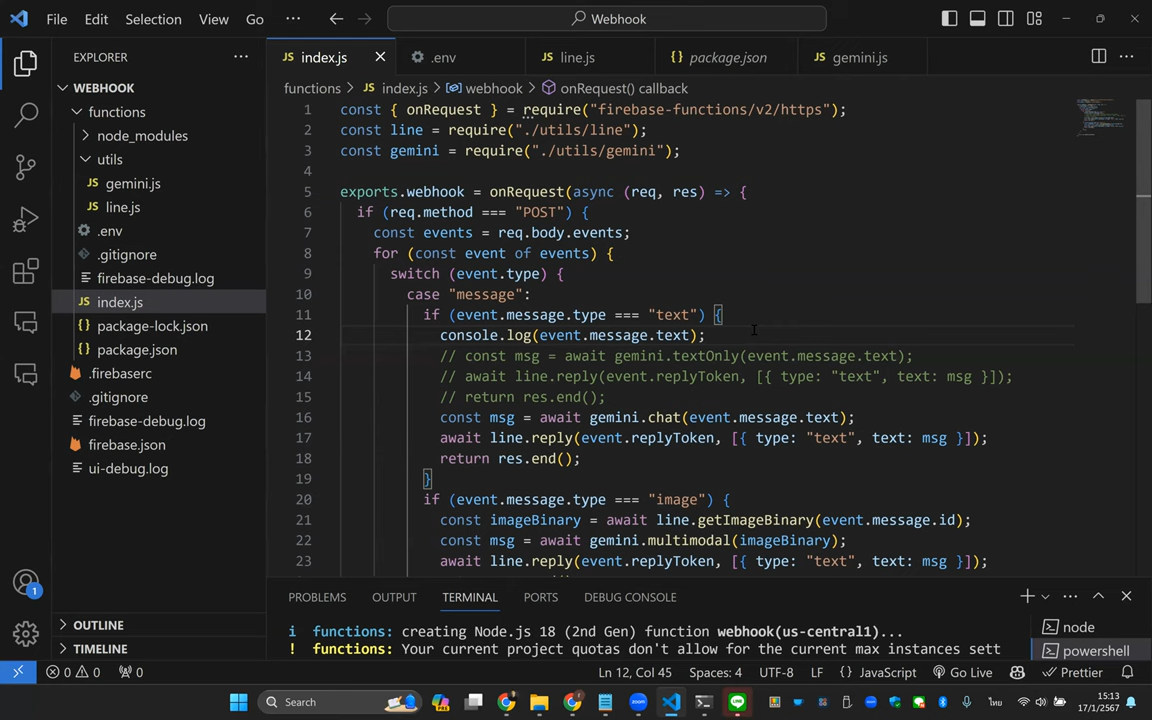 File Edit Selection View Go ··· Webhook
EXPLORER ···
index.js .env line.js package.json gemini.js ···
WEBHOOK
functions
node_modules
utils
gemini.js
line.js
.env
.gitignore
firebase-debug.log
index.js
package-lock.json
package.json
.firebaserc
.gitignore
firebase-debug.log
firebase.json
ui-debug.log
OUTLINE
TIMELINE
functions > JS index.js > webhook > onRequest() callback
1 const { onRequest } = require("firebase-functions/v2/https");
2 const line = require("./utils/line");
3 const gemini = require("./utils/gemini");
4
5 exports.webhook = onRequest(async (req, res) => {
6 if (req.method === "POST") {
7 const events = req.body.events;
8 for (const event of events) {
9 switch (event.type) {
10 case "message":
11 if (event.message.type === "text") {
12 console.log(event.message.text);
13 // const msg = await gemini.textOnly(event.message.text);
14 // await line.reply(event.replyToken, [{ type: "text", text: msg }]);
15 // return res.end();
16 const msg = await gemini.chat(event.message.text);
17 await line.reply(event.replyToken, [{ type: "text", text: msg }]);
18 return res.end();
19 }
20 if (event.message.type === "image") {
21 const imageBinary = await line.getImageBinary(event.message.id);
22 const msg = await gemini.multimodal(imageBinary);
23 await line.reply(event.replyToken, [{ type: "text", text: msg }]);
PROBLEMS OUTPUT TERMINAL PORTS DEBUG CONSOLE
i functions: creating Node.js 18 (2nd Gen) function webhook(us-central1)...
! functions: Your current project quotas don't allow for the current max instances sett
node
powershell
1
0 0 0 Ln 12, Col 45 Spaces: 4 UTF-8 LF {} JavaScript Go Live Prettier
Search ไทย 15:13
17/1/2567